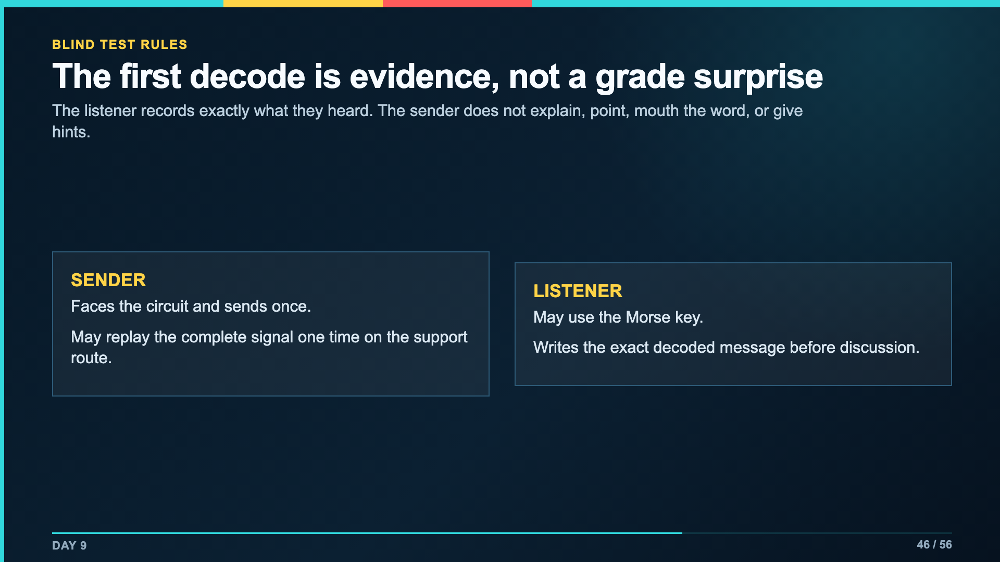 BLIND TEST RULES
The first decode is evidence, not a grade surprise
The listener records exactly what they heard. The sender does not explain, point, mouth the word, or give
hints.
SENDER
Faces the circuit and sends once.
May replay the complete signal one time on the support
route.
LISTENER
May use the Morse key.
Writes the exact decoded message before discussion.
DAY 9
46 / 56